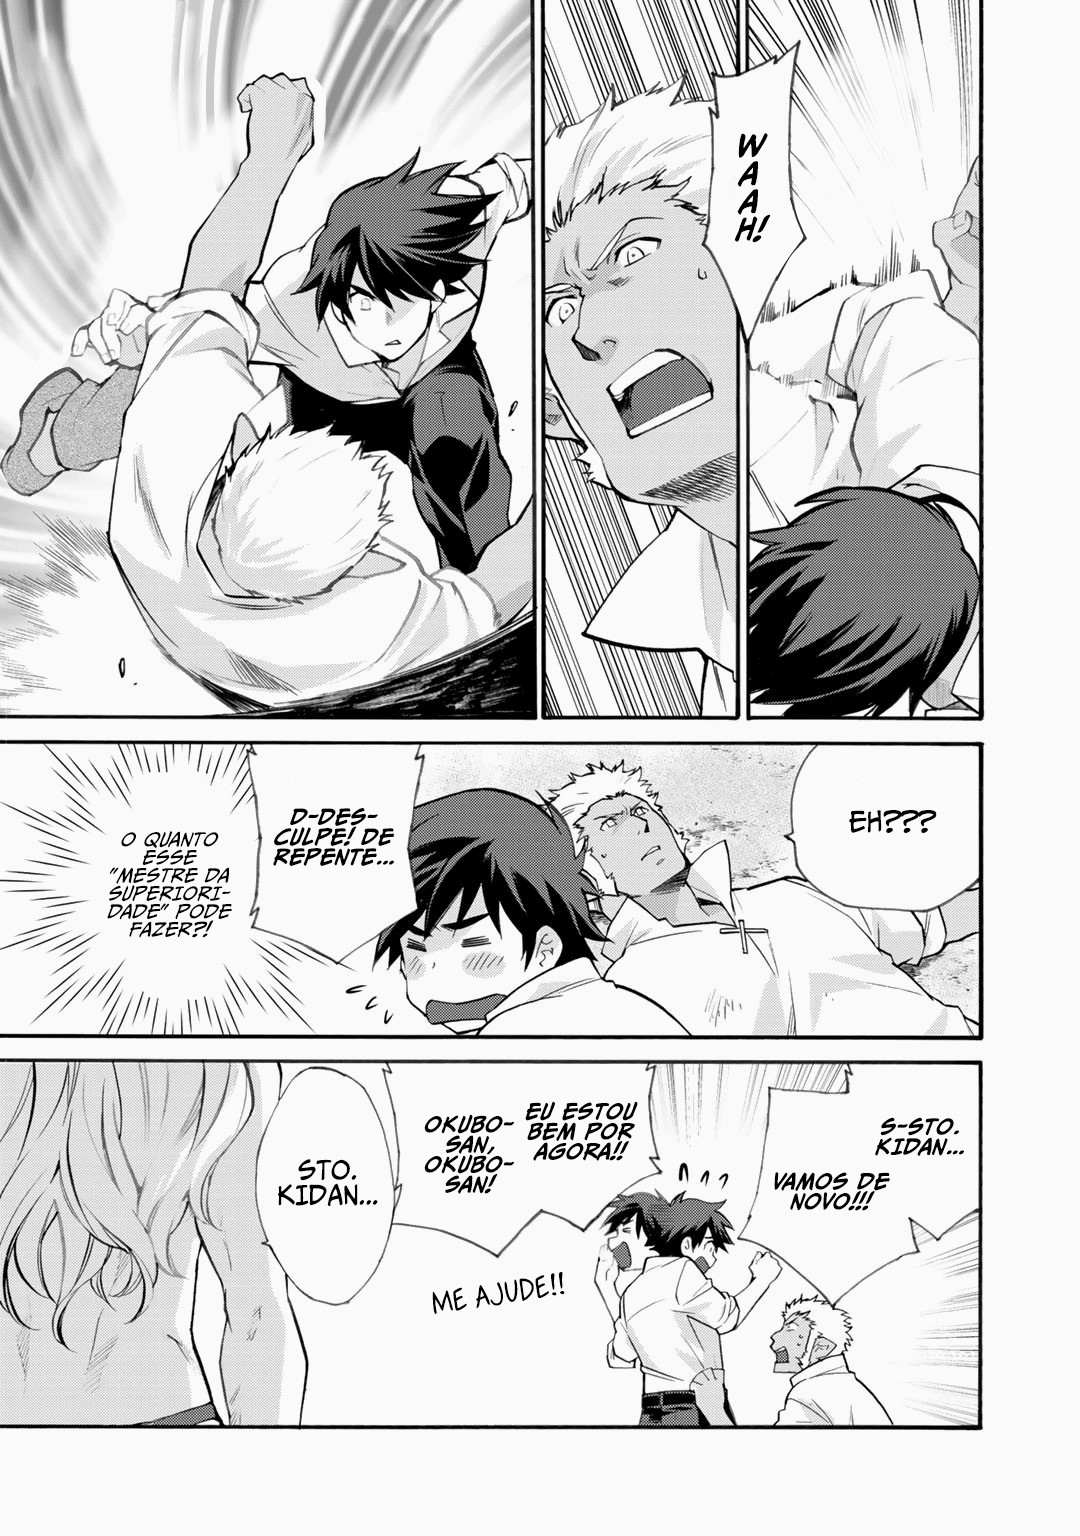 WAAH!
EH???
D-DES-
CULPE! DE
REPENTE...
O QUANTO
ESSE
"MESTRE DA
SUPERIORI-
DADE" PODE
FAZER?!
S-STO.
KIDAN...
VAMOS DE
NOVO!!!
EU ESTOU
BEM POR
AGORA!!
OKUBO-
SAN,
OKUBO-
SAN!
ME AJUDE!!
STO.
KIDAN...